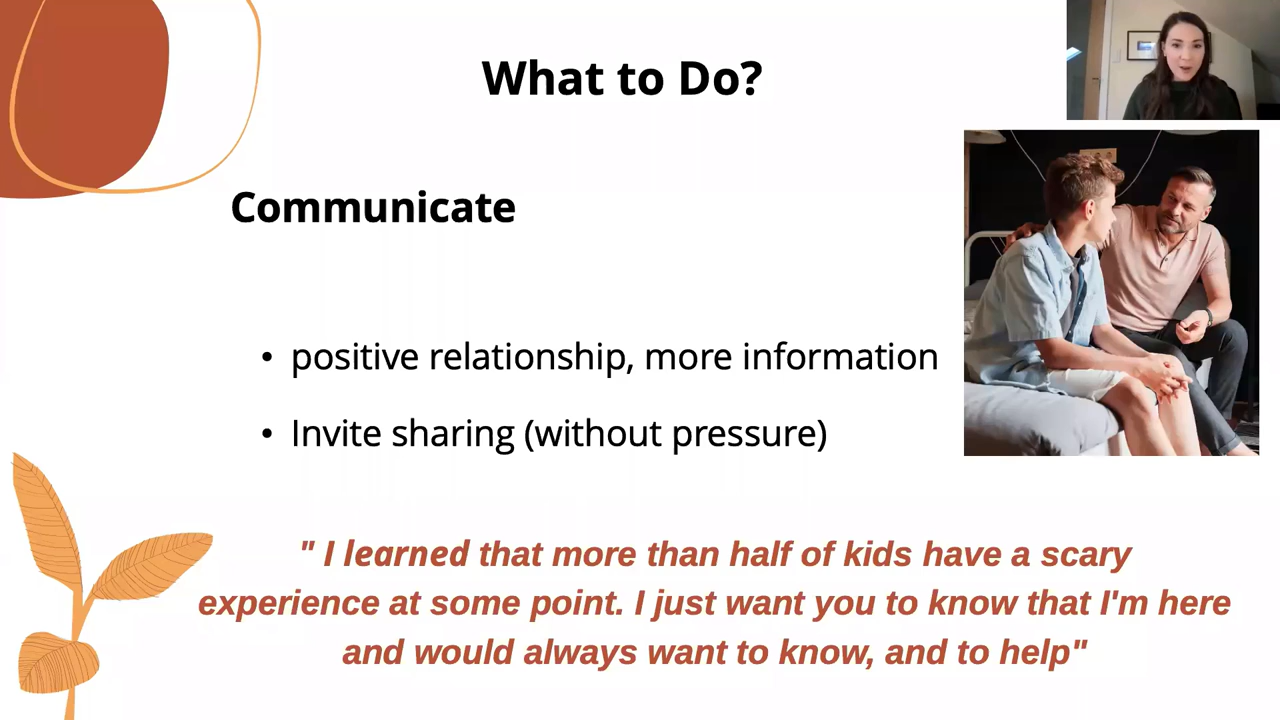 What to Do?
Communicate
• positive relationship, more information
• Invite sharing (without pressure)
" I learned that more than half of kids have a scary
experience at some point. I just want you to know that I'm here
and would always want to know, and to help"